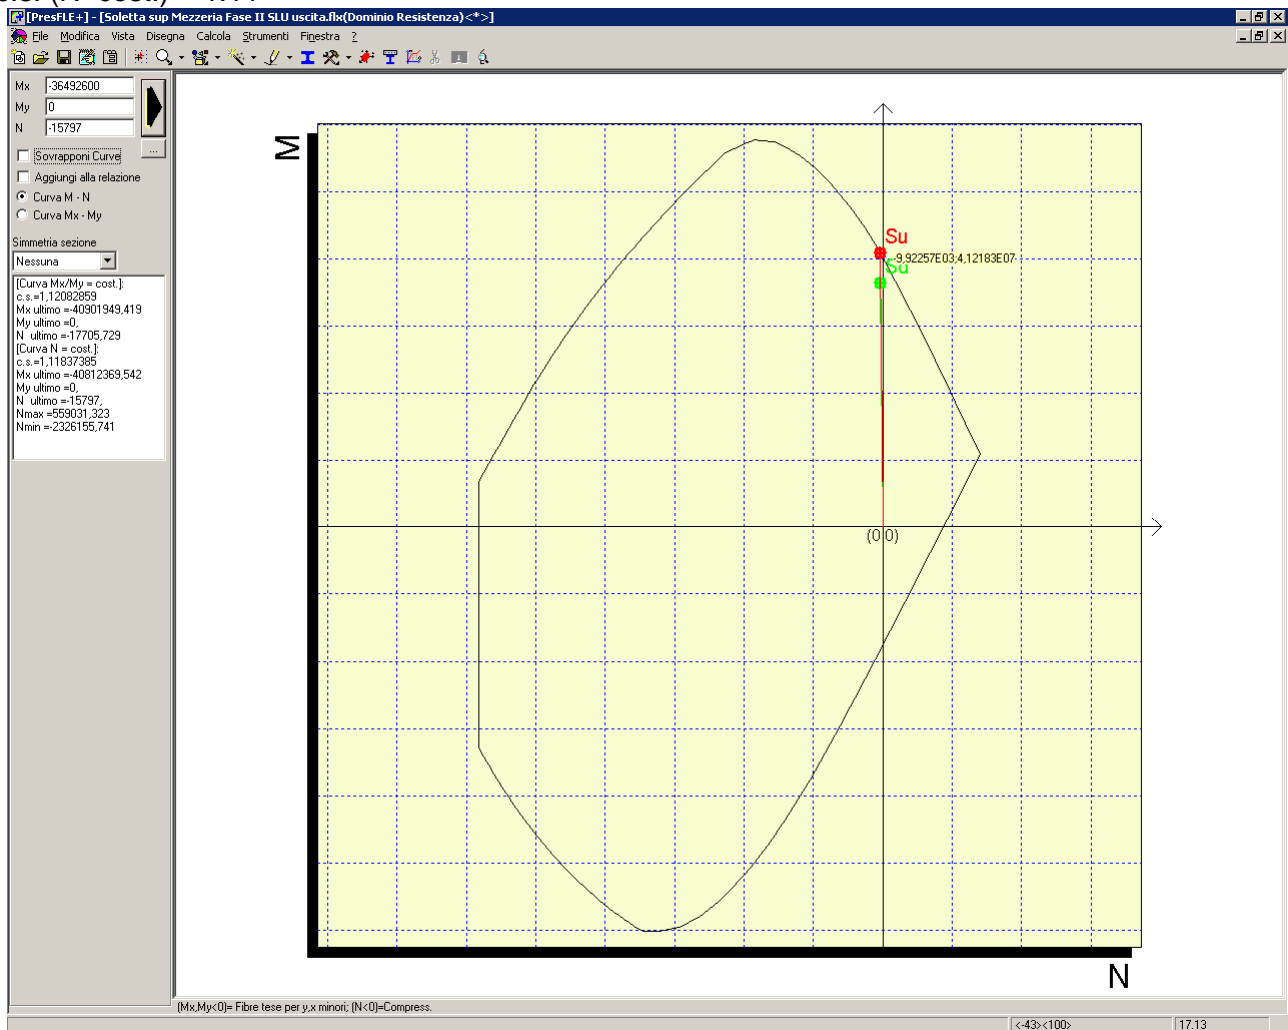 [PresFLE+] - [Soletta sup Mezzeria Fase II SLU uscita.flx(Dominio Resistenza)<*>]
File Modifica Vista Disegna Calcola Strumenti Finestra ?
Mx -36492600
My 0
N -15797
...
Sovrapponi Curve
Aggiungi alla relazione
Curva M - N
Curva Mx - My
Simmetria sezione
Nessuna
[Curva Mx/My = cost.]:
c.s.=1,12082859
Mx ultimo =-40901949,419
My ultimo =0,
N ultimo =-17705,729
[Curva N = cost.]:
c.s.=1,11837385
Mx ultimo =-40812369,542
My ultimo =0,
N ultimo =-15797,
Nmax =559031,323
Nmin =-2326155,741
M
Su
-9,92257E03;4,12183E07
Su
(0,0)
N
(Mx,My<0)= Fibre tese per y,x minori; (N<0)=Compress.
<-43><100>
17.13